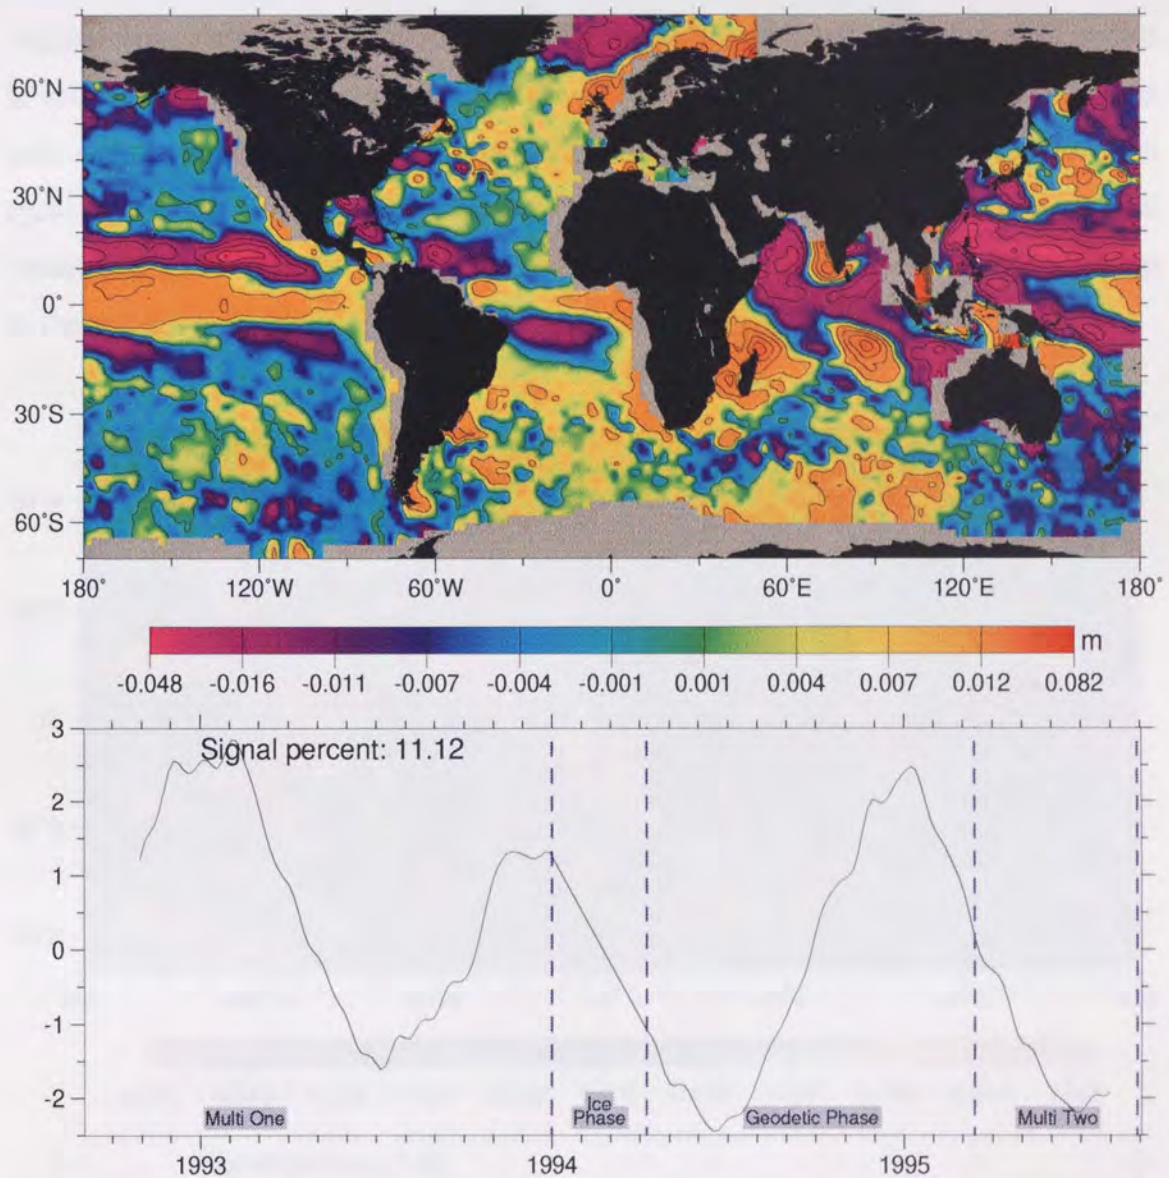 60°N
30°N
0°
30°S
60°S
180° 120°W 60°W 0° 60°E 120°E 180°
m
-0.048 -0.016 -0.011 -0.007 -0.004 -0.001 0.001 0.004 0.007 0.012 0.082
3
Signal percent: 11.12
2
1
0
-1
-2
Multi One
Ice
Phase
Geodetic Phase
Multi Two
1993 1994 1995